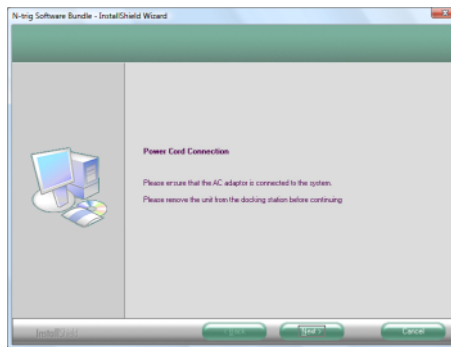 N-trig Software Bundle - InstallShield Wizard
Power Cord Connection
Please ensure that the AC adaptor is connected to the system.
Please remove the unit from the docking station before continuing
InstallShield
Next >
Cancel